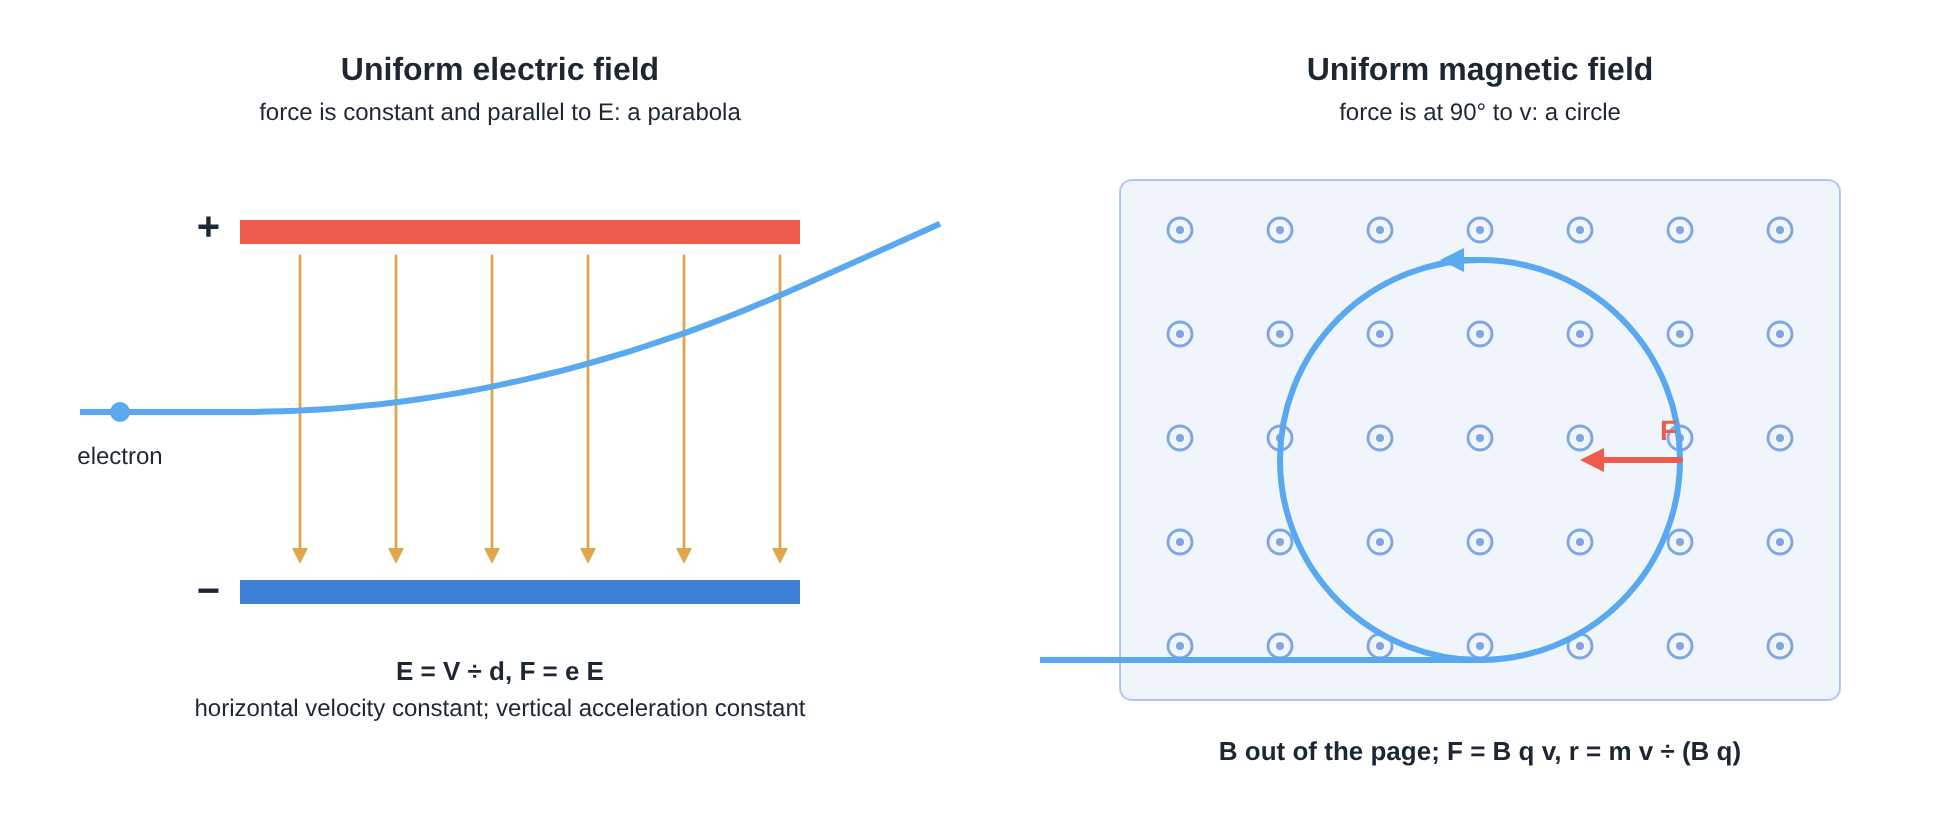 Uniform electric field
force is constant and parallel to E: a parabola
+
electron
−
E = V ÷ d, F = e E
horizontal velocity constant; vertical acceleration constant
Uniform magnetic field
force is at 90° to v: a circle
F
B out of the page; F = B q v, r = m v ÷ (B q)